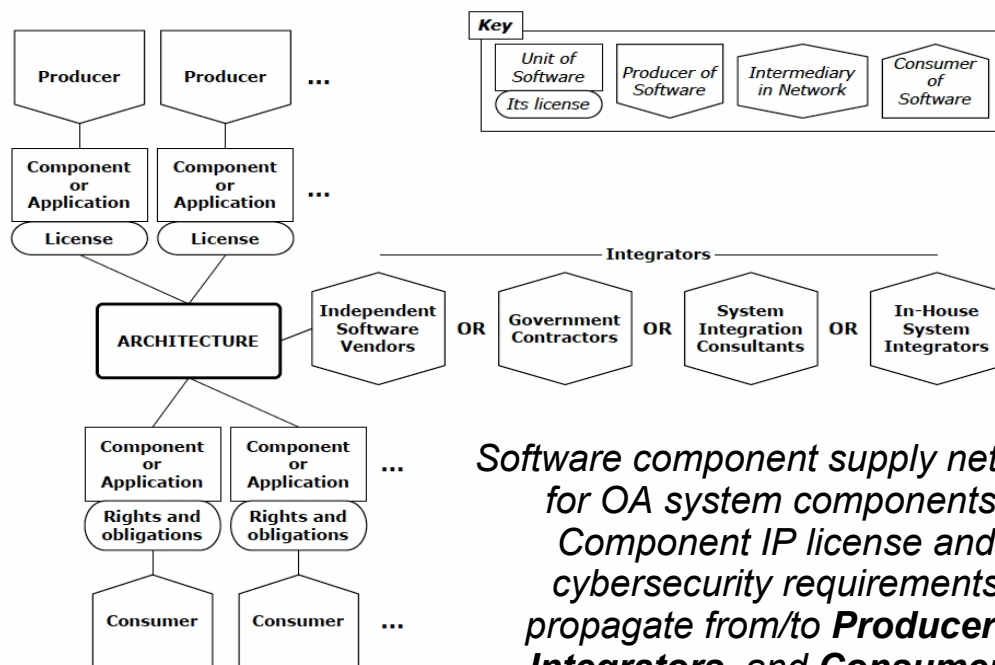 Key
Unit of
Software
Its license
Producer of
Software
Intermediary
in Network
Consumer
of
Software
Producer
Producer
...
Component
or
Application
License
Component
or
Application
License
...
Integrators
ARCHITECTURE
Independent
Software
Vendors
OR
Government
Contractors
OR
System
Integration
Consultants
OR
In-House
System
Integrators
Component
or
Application
Rights and
obligations
Component
or
Application
Rights and
obligations
...
Consumer
Consumer
...
Software component supply net
for OA system components
Component IP license and
cybersecurity requirements
propagate from/to Producer
Integrators, and Consumer